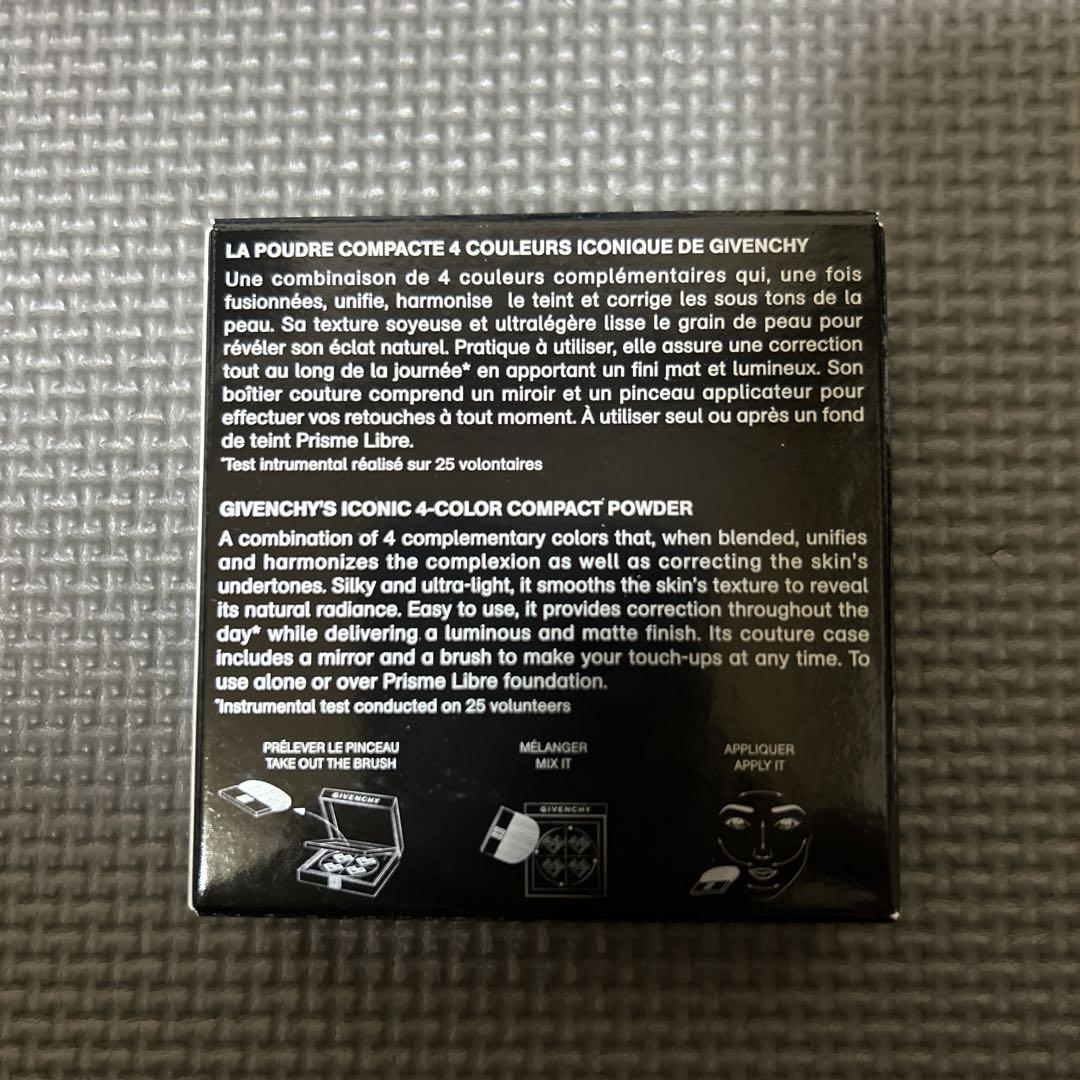 LA POUDRE COMPACTE 4 COULEURS ICONIQUE DE GIVENCHY
Une combinaison de 4 couleurs complémentaires qui, une fois
fusionnées, unifie, harmonise le teint et corrige les sous tons de la
peau. Sa texture soyeuse et ultralégère lisse le grain de peau pour
révéler son éclat naturel. Pratique à utiliser, elle assure une correction
tout au long de la journée* en apportant un fini mat et lumineux. Son
boîtier couture comprend un miroir et un pinceau applicateur pour
effectuer vos retouches à tout moment. À utiliser seul ou après un fond
de teint Prisme Libre.
*Test intrumental réalisé sur 25 volontaires
GIVENCHY'S ICONIC 4-COLOR COMPACT POWDER
A combination of 4 complementary colors that, when blended, unifies
and harmonizes the complexion as well as correcting the skin's
undertones. Silky and ultra-light, it smooths the skin's texture to reveal
its natural radiance. Easy to use, it provides correction throughout the
day* while delivering a luminous and matte finish. Its couture case
includes a mirror and a brush to make your touch-ups at any time. To
use alone or over Prisme Libre foundation.
*Instrumental test conducted on 25 volunteers
PRÉLEVER LE PINCEAU
TAKE OUT THE BRUSH
MÉLANGER
MIX IT
APPLIQUER
APPLY IT
GIVENCHY
GIVENCHY